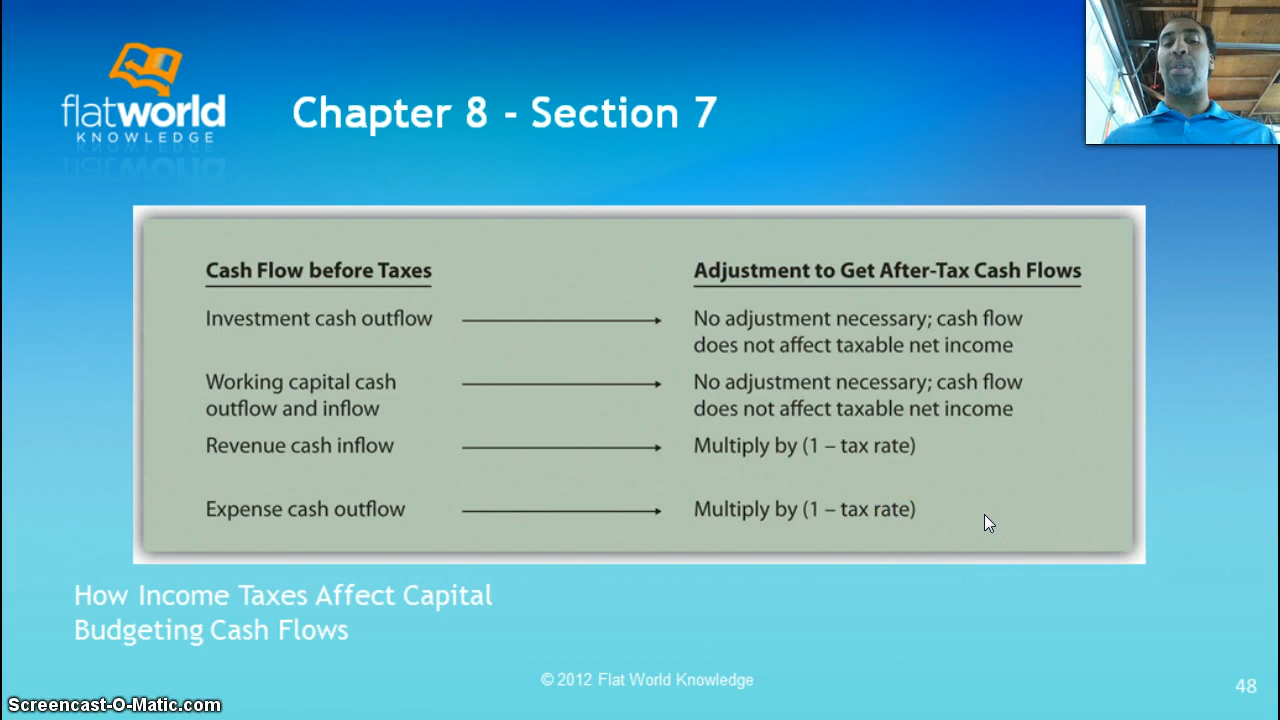 flatworld
KNOWLEDGE
Chapter 8 - Section 7
Cash Flow before Taxes
Adjustment to Get After-Tax Cash Flows
Investment cash outflow
No adjustment necessary; cash flow
does not affect taxable net income
Working capital cash
outflow and inflow
No adjustment necessary; cash flow
does not affect taxable net income
Revenue cash inflow
Multiply by (1 – tax rate)
Expense cash outflow
Multiply by (1 – tax rate)
How Income Taxes Affect Capital
Budgeting Cash Flows
© 2012 Flat World Knowledge
48
Screencast-O-Matic.com